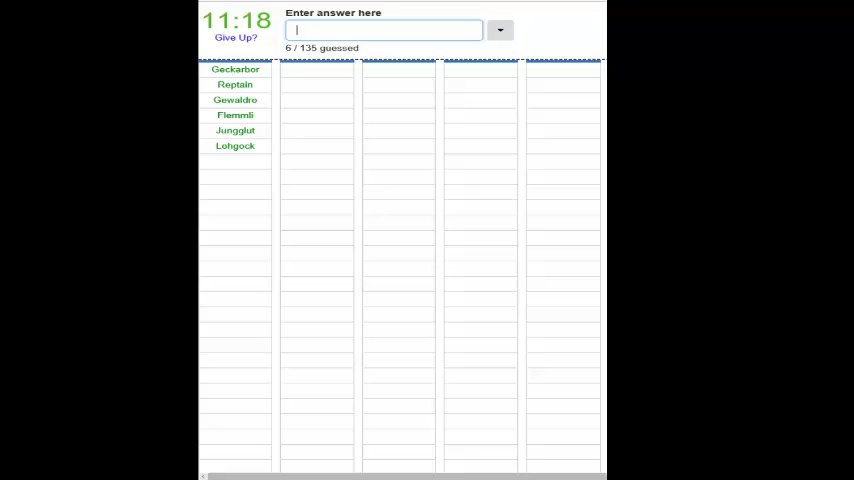 11:18
Give Up?
Enter answer here
6 / 135 guessed
Geckarbor
Reptain
Gewaldro
Flemmli
Jungglut
Lohgock